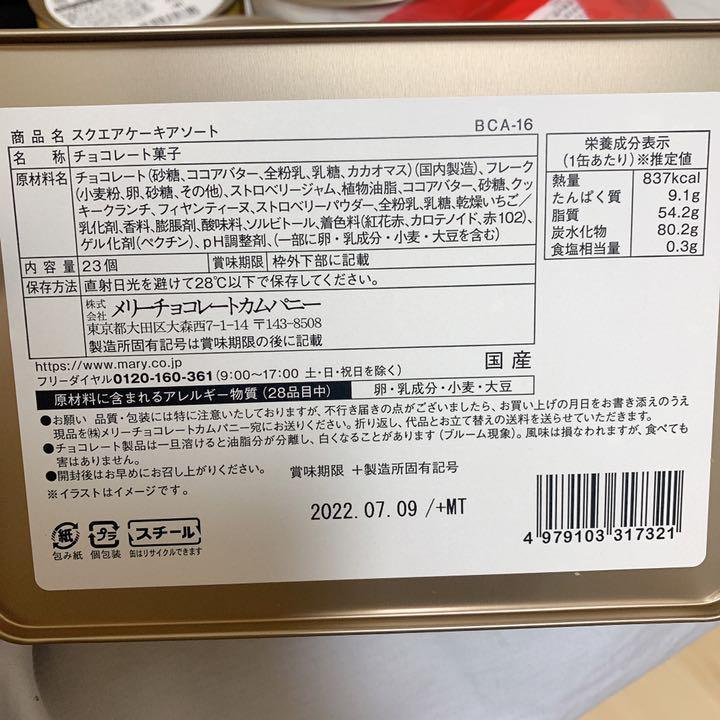 商品名 スクエアケーキアソート BCA-16
名称 チョコレート菓子
原材料名 チョコレート(砂糖、ココアバター、全粉乳、乳糖、カカオマス)(国内製造)、フレーク
(小麦粉、卵、砂糖、その他)、ストロベリージャム、植物油脂、ココアバター、砂糖、クッ
キークランチ、フィヤンティーヌ、ストロベリーパウダー、全粉乳、乳糖、乾燥いちご/
乳化剤、香料、膨脹剤、酸味料、ソルビトール、着色料(紅花赤、カロテノイド、赤102)、
ゲル化剤(ペクチン)、pH調整剤、(一部に卵・乳成分・小麦・大豆を含む)
内容量 23個 賞味期限 枠外下部に記載
保存方法 直射日光を避けて28℃以下で保存してください。
株式会社 メリーチョコレートカムパニー
東京都大田区大森西7-1-14 〒143-8508
製造所固有記号は賞味期限の後に記載
https://www.mary.co.jp 国産
フリーダイヤル0120-160-361(9:00〜17:00 土・日・祝日を除く)
原材料に含まれるアレルギー物質(28品目中) 卵・乳成分・小麦・大豆
栄養成分表示
(1缶あたり)※推定値
熱量 837kcal
たんぱく質 9.1g
脂質 54.2g
炭水化物 80.2g
食塩相当量 0.3g
●お願い 品質・包装には特に注意いたしておりますが、不行き届きの点がございましたら、お買い上げの月日をお書き添えのうえ
現品を(株)メリーチョコレートカムパニー宛にお送りください。折り返し、代品とお立て替えの送料を送らせていただきます。
●チョコレート製品は一旦溶けると油脂分が分離し、白くなることがあります(ブルーム現象)。風味は損なわれますが、食べても
害はありません。
●開封後はお早めにお召し上がりください。 賞味期限 +製造所固有記号
※イラストはイメージです。
2022.07.09 /+MT
紙 プラ スチール
包み紙 個包装 缶はリサイクルできます
4 979103 317321